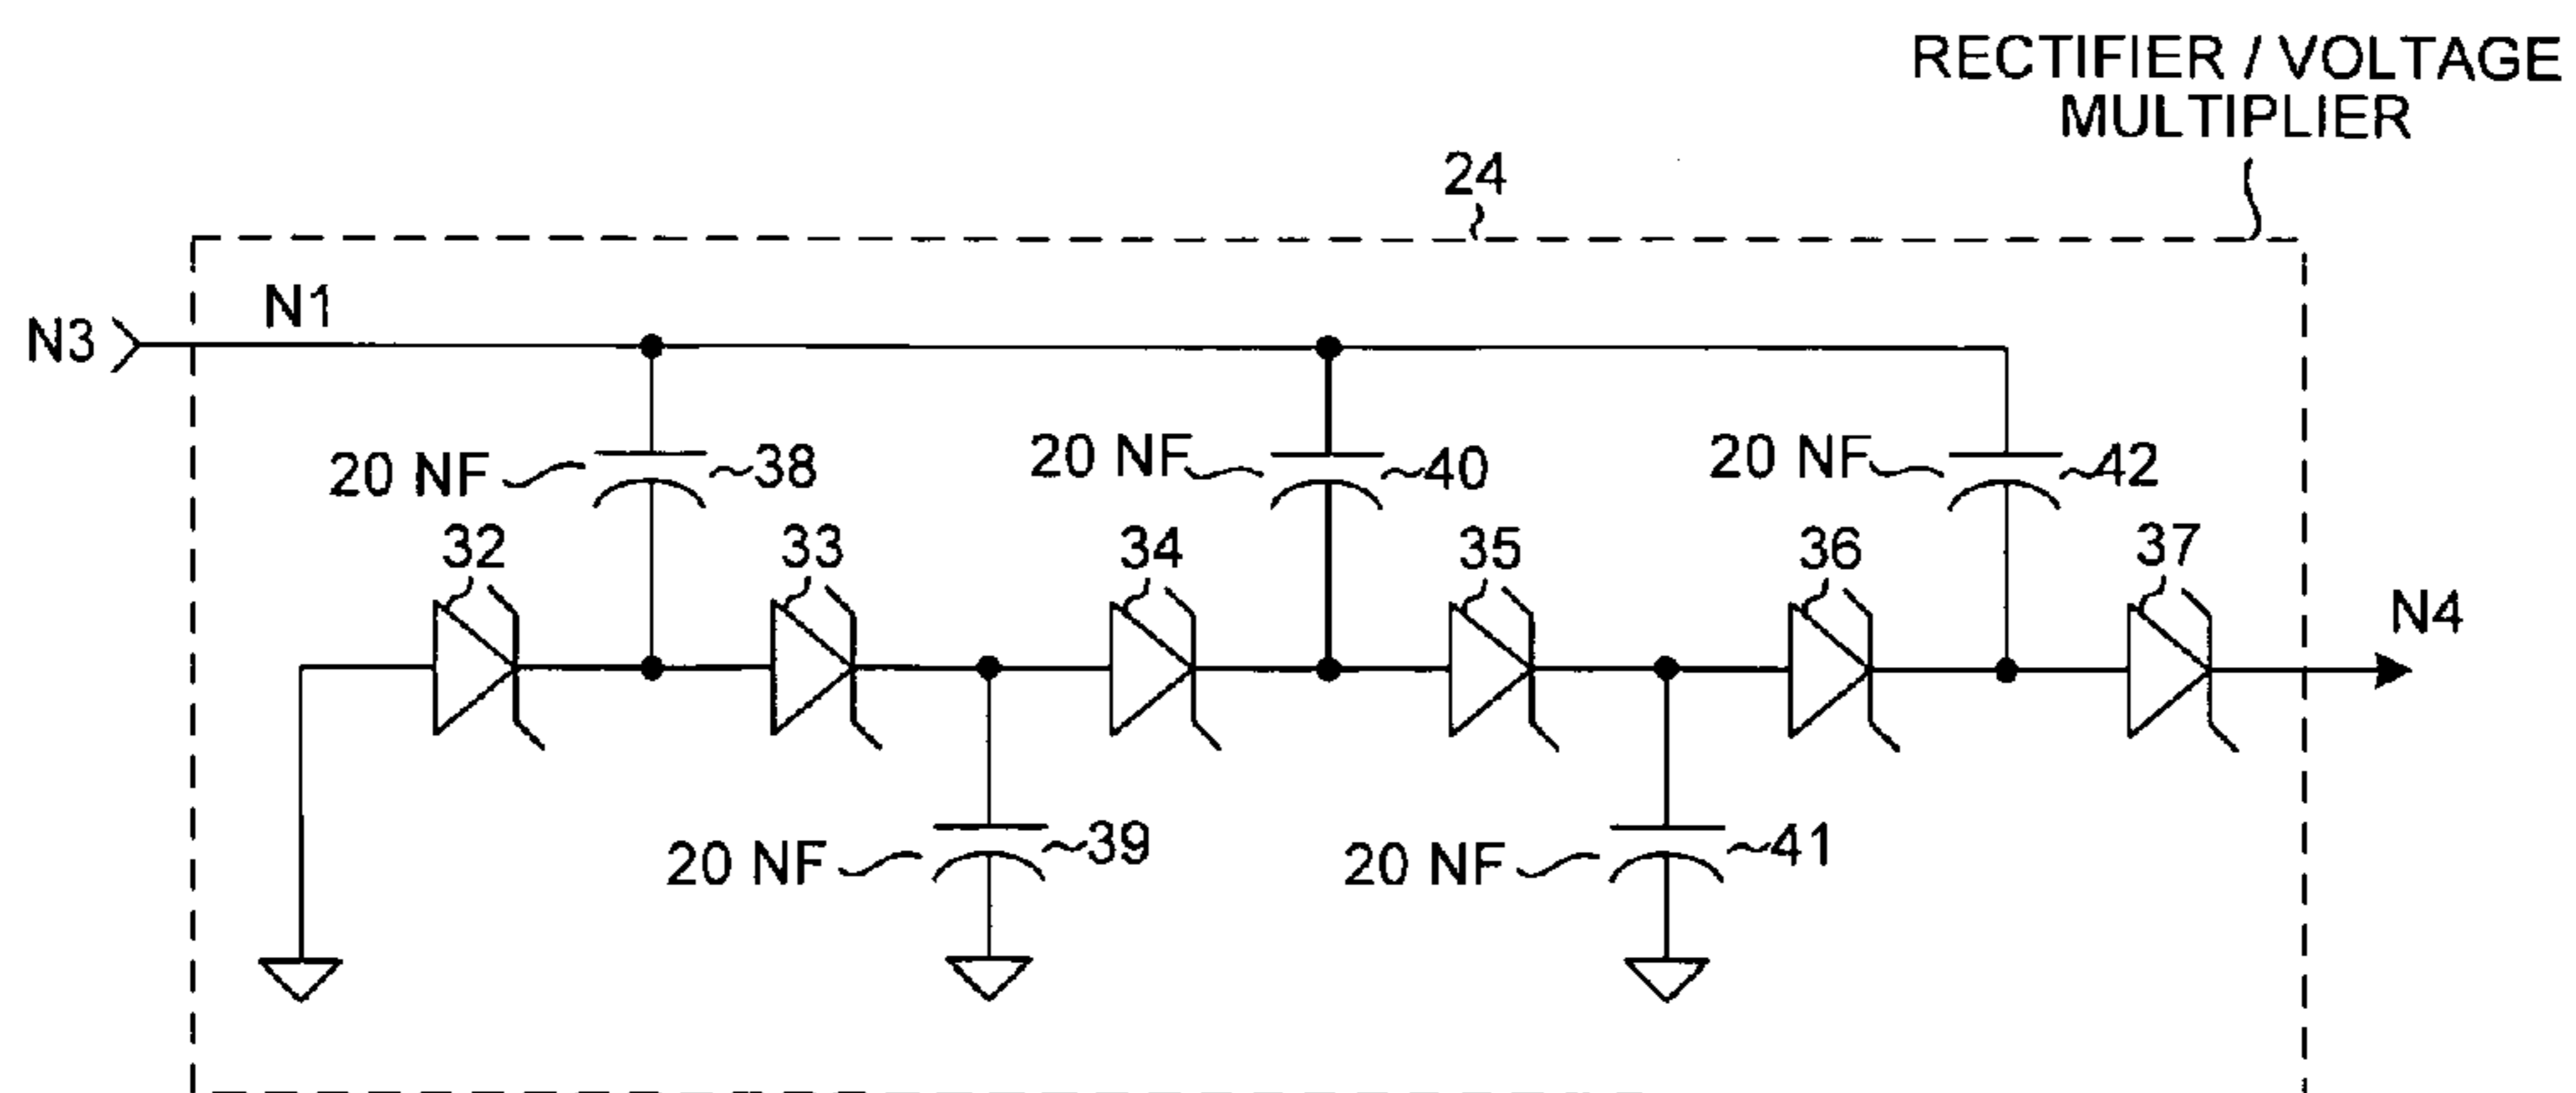 RECTIFIER / VOLTAGE
MULTIPLIER
24
N3
N1
20 NF
38
20 NF
40
20 NF
42
32
33
34
35
36
37
N4
20 NF
39
20 NF
41